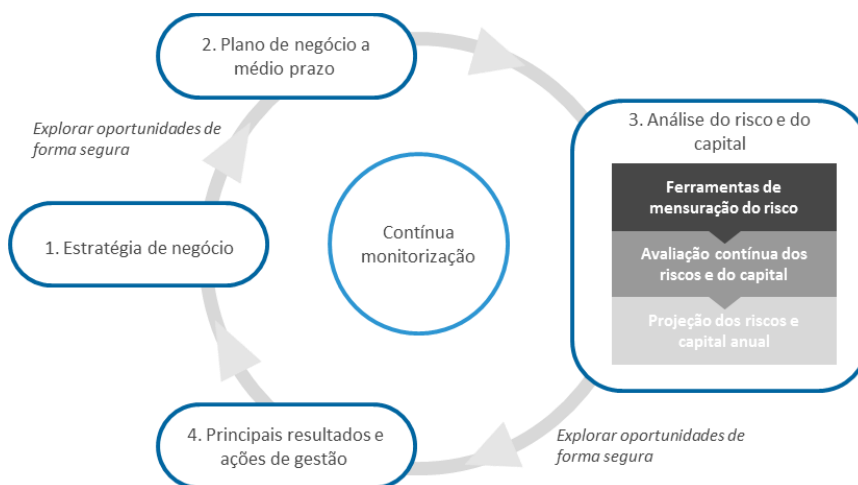 2. Plano de negócio a
médio prazo
Explorar oportunidades de
forma segura
1. Estratégia de negócio
Contínua
monitorização
3. Análise do risco e do
capital
Ferramentas de
mensuração do risco
Avaliação contínua dos
riscos e do capital
Projeção dos riscos e
capital anual
4. Principais resultados e
ações de gestão
Explorar oportunidades de
forma segura